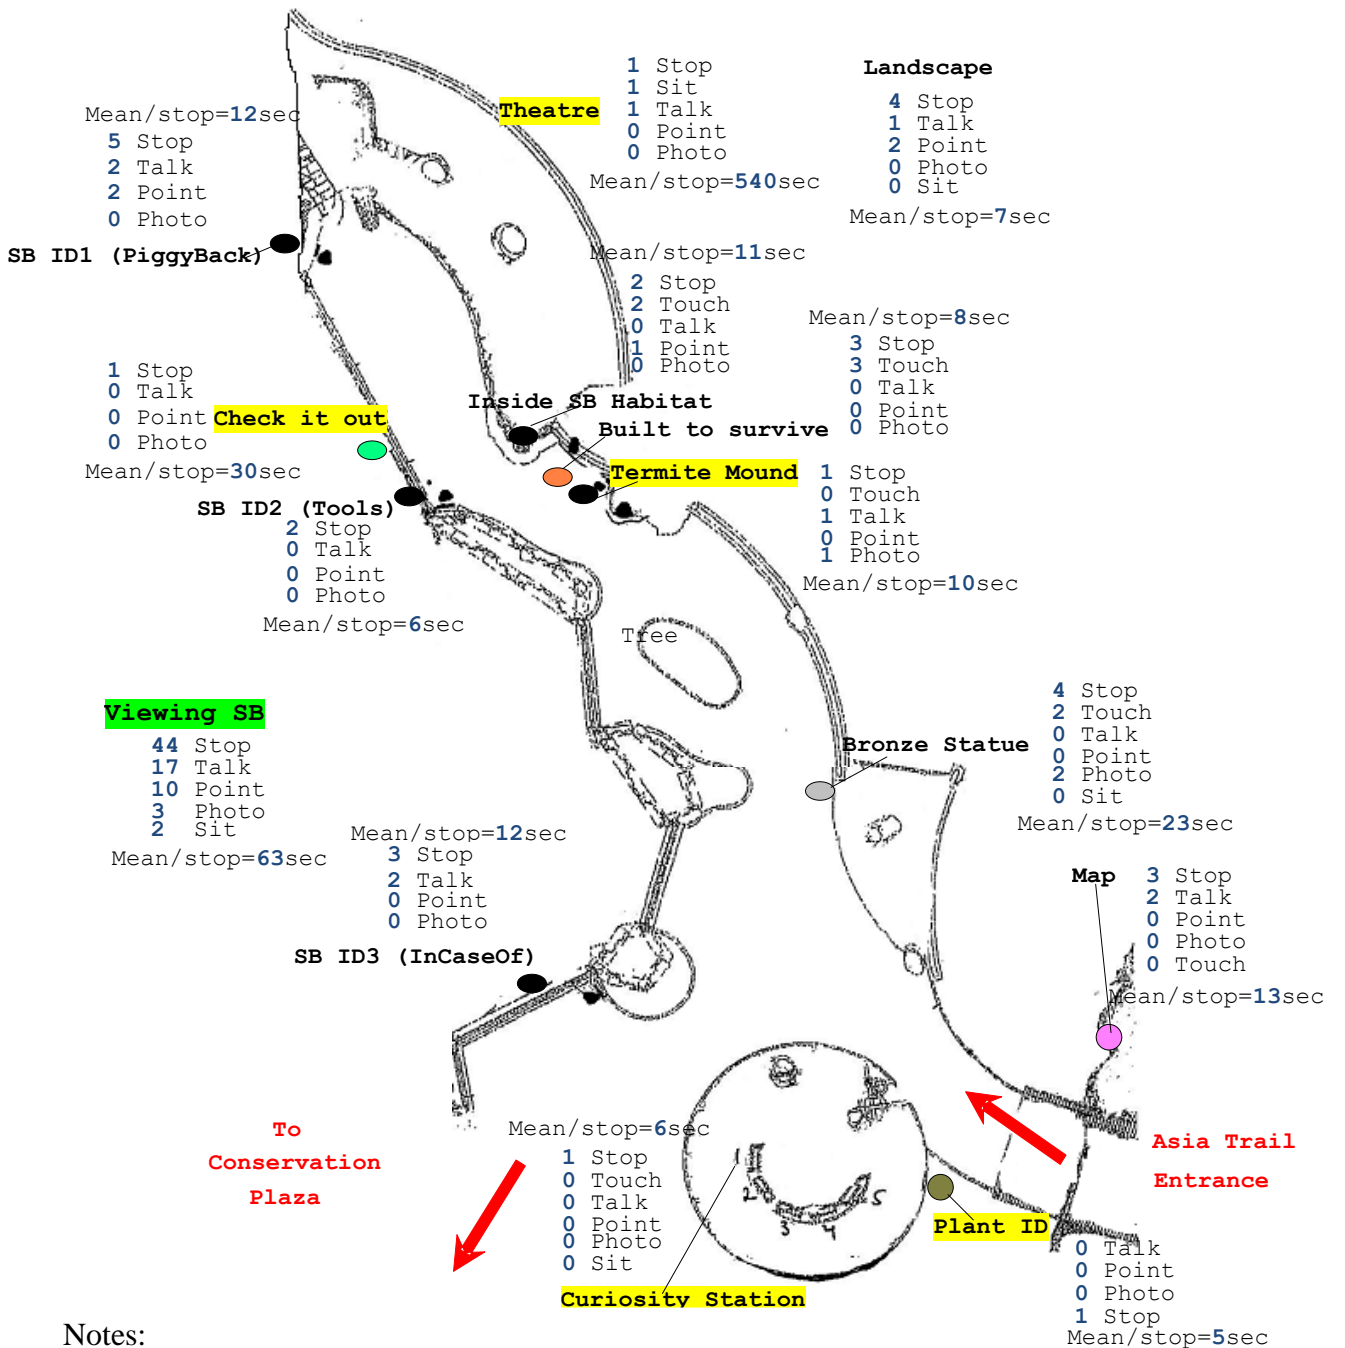 1 Stop
1 Sit
Theatre
1 Talk
0 Point
0 Photo
Mean/stop=540sec
Landscape
4 Stop
1 Talk
2 Point
0 Photo
0 Sit
Mean/stop=7sec
Mean/stop=12sec
5 Stop
2 Talk
2 Point
0 Photo
SB ID1 (PiggyBack)
Mean/stop=11sec
2 Stop
2 Touch
0 Talk
1 Point
0 Photo
Inside SB Habitat
Mean/stop=8sec
3 Stop
3 Touch
0 Talk
0 Point
0 Photo
Built to survive
1 Stop
0 Talk
0 Point
0 Photo
Check it out
Mean/stop=30sec
Termite Mound
1 Stop
0 Touch
1 Talk
0 Point
1 Photo
Mean/stop=10sec
SB ID2 (Tools)
2 Stop
0 Talk
0 Point
0 Photo
Mean/stop=6sec
Tree
Viewing SB
44 Stop
17 Talk
10 Point
3 Photo
2 Sit
Mean/stop=63sec
Bronze Statue
4 Stop
2 Touch
0 Talk
0 Point
2 Photo
0 Sit
Mean/stop=23sec
Mean/stop=12sec
3 Stop
2 Talk
0 Point
0 Photo
SB ID3 (InCaseOf)
Map
3 Stop
2 Talk
0 Point
0 Photo
0 Touch
Mean/stop=13sec
To
Conservation
Plaza
Asia Trail
Entrance
Mean/stop=6sec
1 Stop
0 Touch
0 Talk
0 Point
0 Photo
0 Sit
Curiosity Station
1
2
3
4
5
Plant ID
0 Talk
0 Point
0 Photo
1 Stop
Mean/stop=5sec
Notes: